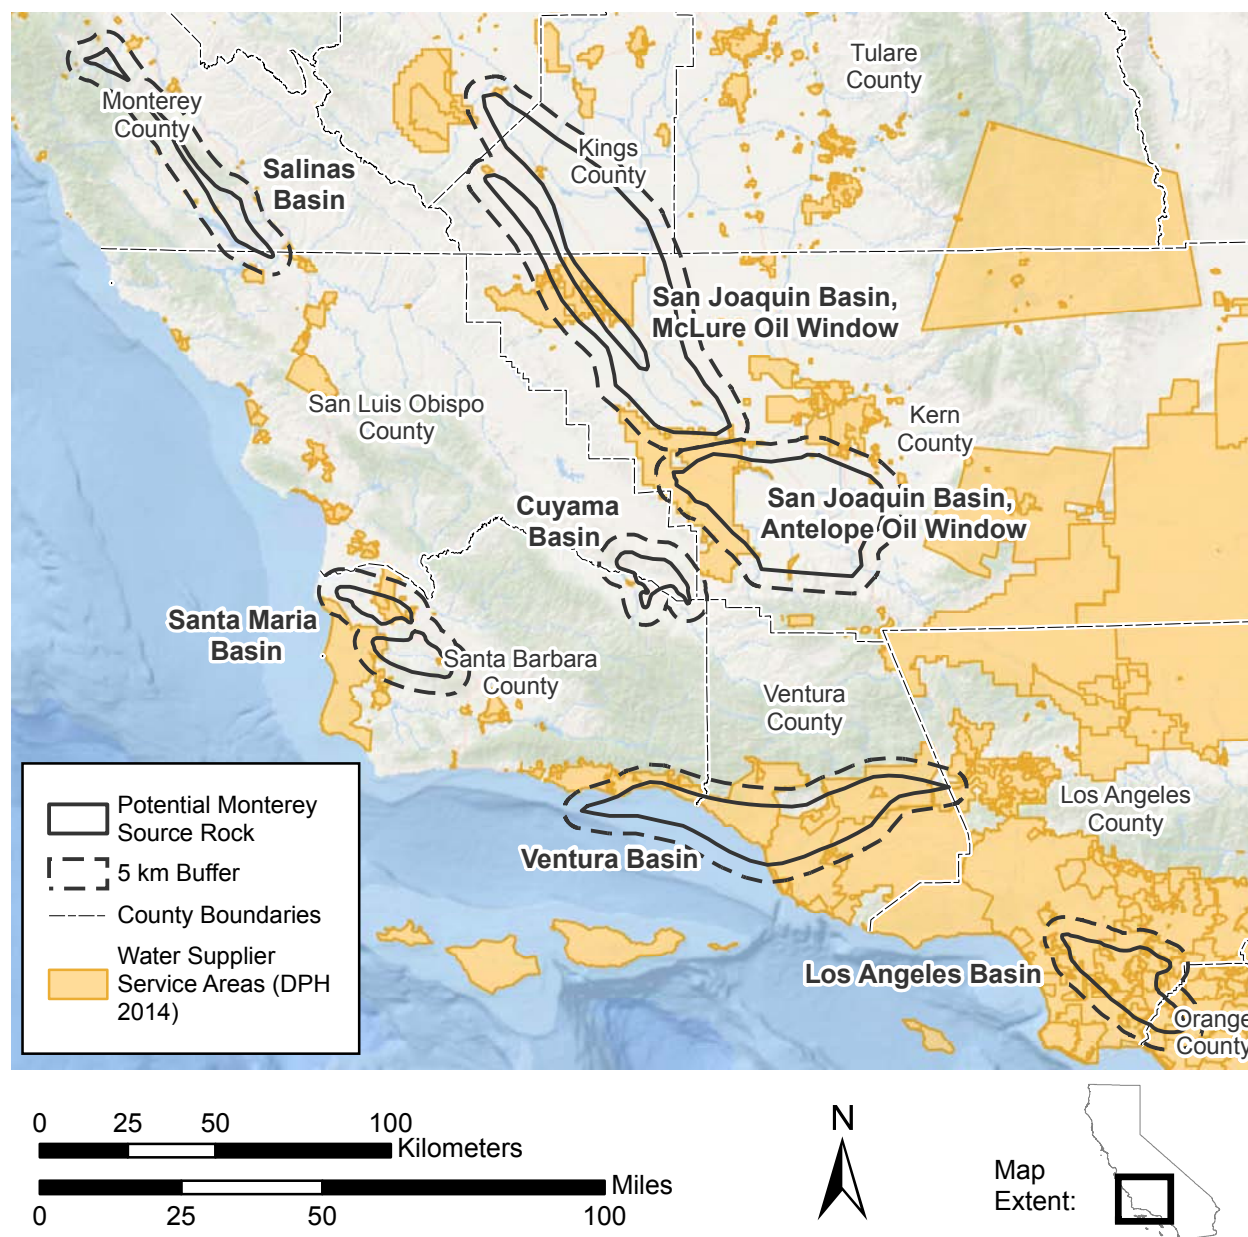 Tulare
County
Monterey
County
Kings
County
Salinas
Basin
San Joaquin Basin,
McLure Oil Window
San Luis Obispo
County
Kern
County
San Joaquin Basin,
Antelope Oil Window
Cuyama
Basin
Santa Maria
Basin
Santa Barbara
County
Ventura
County
Los Angeles
County
Ventura Basin
Los Angeles Basin
Orange
County
Potential Monterey
Source Rock
5 km Buffer
County Boundaries
Water Supplier
Service Areas (DPH
2014)
0 25 50 100
Kilometers
Miles
0 25 50 100
N
Map
Extent: